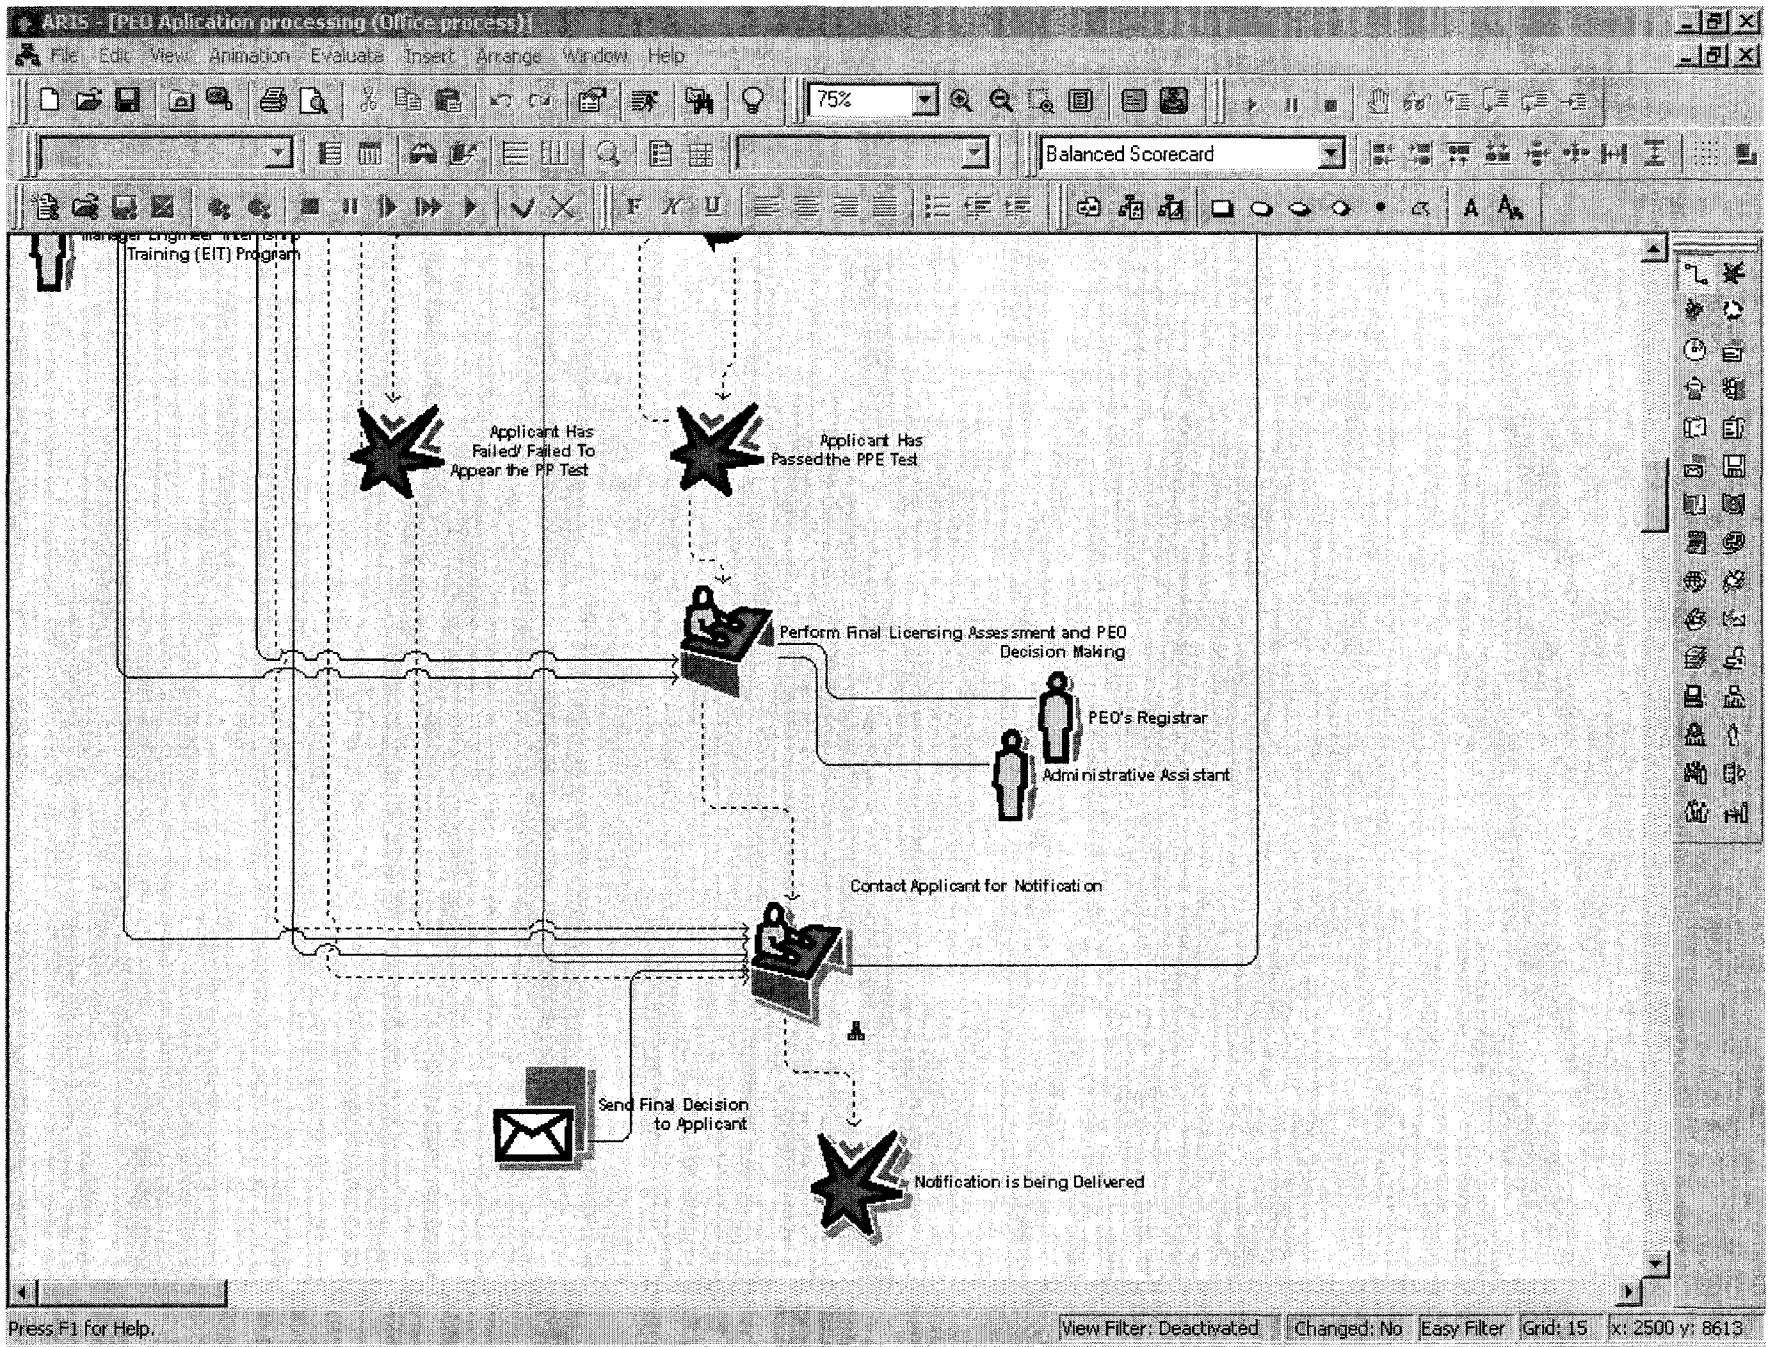 ARIS - [PEO Aplication processing (Office process)]
File Edit View Animation Evaluate Insert Arrange Window Help
75%
Balanced Scorecard
F K U
A A
Manager Engineer Internship
Training (EIT) Program
Applicant Has
Failed/ Failed To
Appear the PP Test
Applicant Has
Passed the PPE Test
Perform Final Licensing Assessment and PEO
Decision Making
PEO's Registrar
Administrative Assistant
Contact Applicant for Notification
Send Final Decision
to Applicant
Notification is being Delivered
Press F1 for Help.
View Filter: Deactivated Changed: No Easy Filter Grid: 15 x: 2500 y: 8613